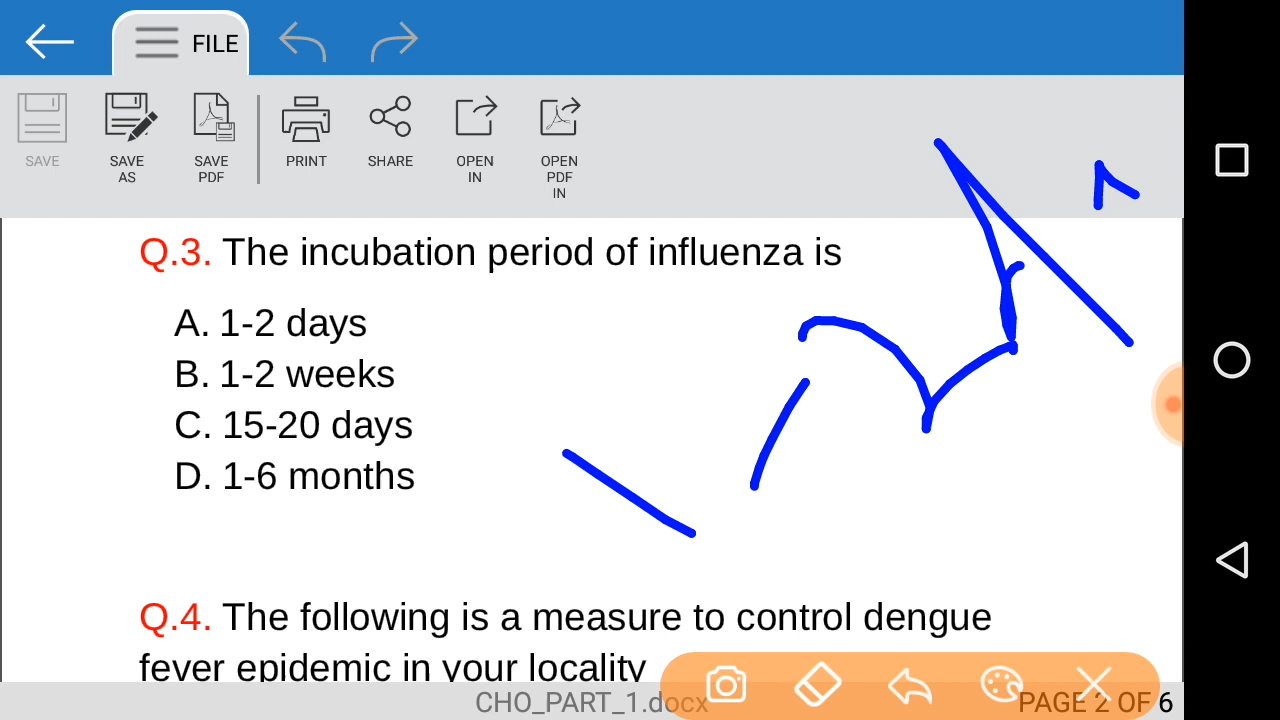 FILE
SAVE
SAVE AS
SAVE PDF
PRINT
SHARE
OPEN IN
OPEN PDF IN
Q.3. The incubation period of influenza is
A. 1-2 days
B. 1-2 weeks
C. 15-20 days
D. 1-6 months
Q.4. The following is a measure to control dengue
fever epidemic in your locality
CHO_PART_1.docx
PAGE 2 OF 6